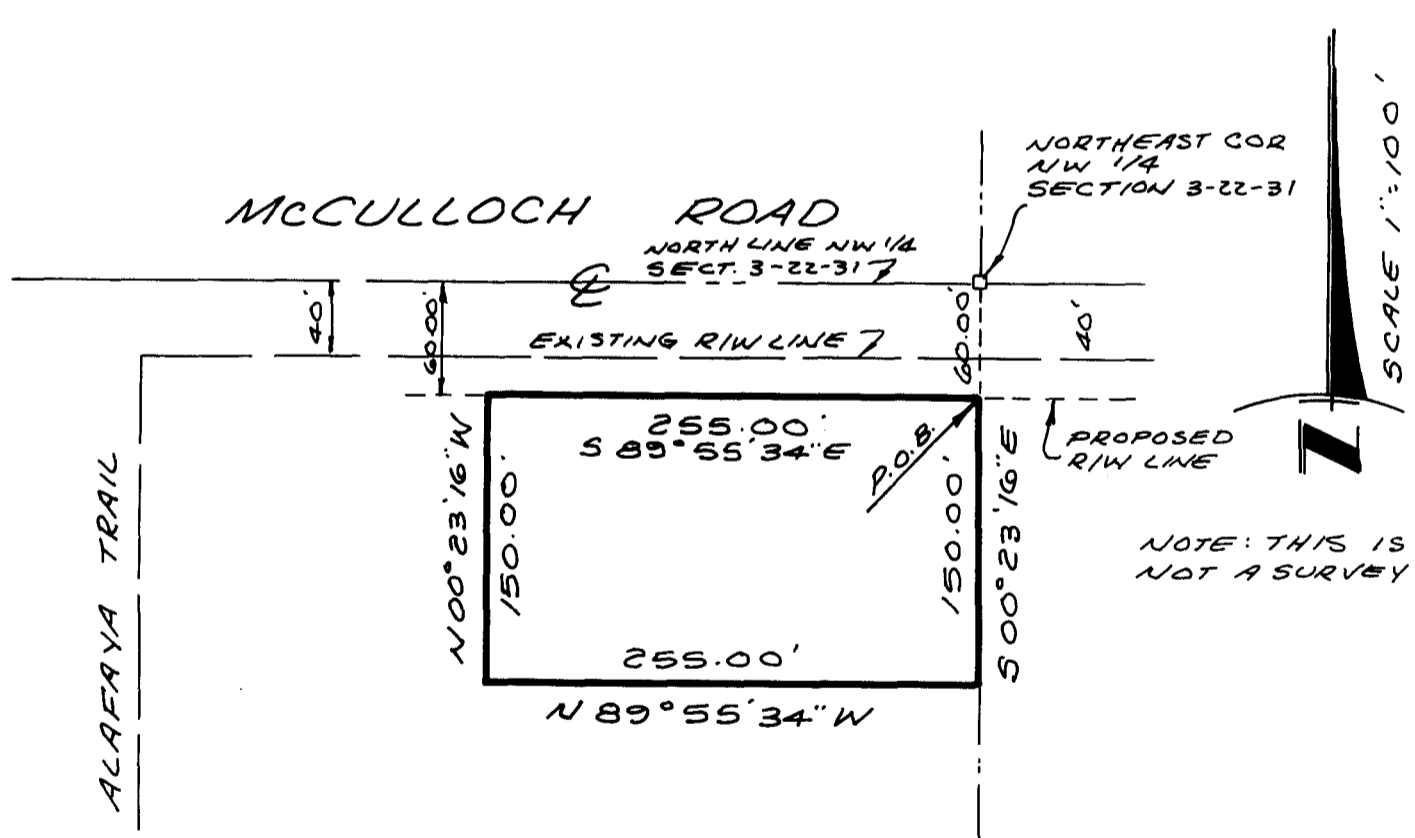 NORTHEAST COR
NW 1/4
SECTION 3-22-31
McCULLOCH ROAD
NORTH LINE NW 1/4
SECT. 3-22-31
℄
40'
60.00'
EXISTING R/W LINE
60.00'
40'
SCALE 1"=100'
N
255.00'
S 89°55'34"E
P.O.B.
PROPOSED
R/W LINE
N00°23'16"W
150.00'
150.00'
S00°23'16"E
NOTE: THIS IS
NOT A SURVEY
255.00'
N 89°55'34"W
ALAFAYA TRAIL